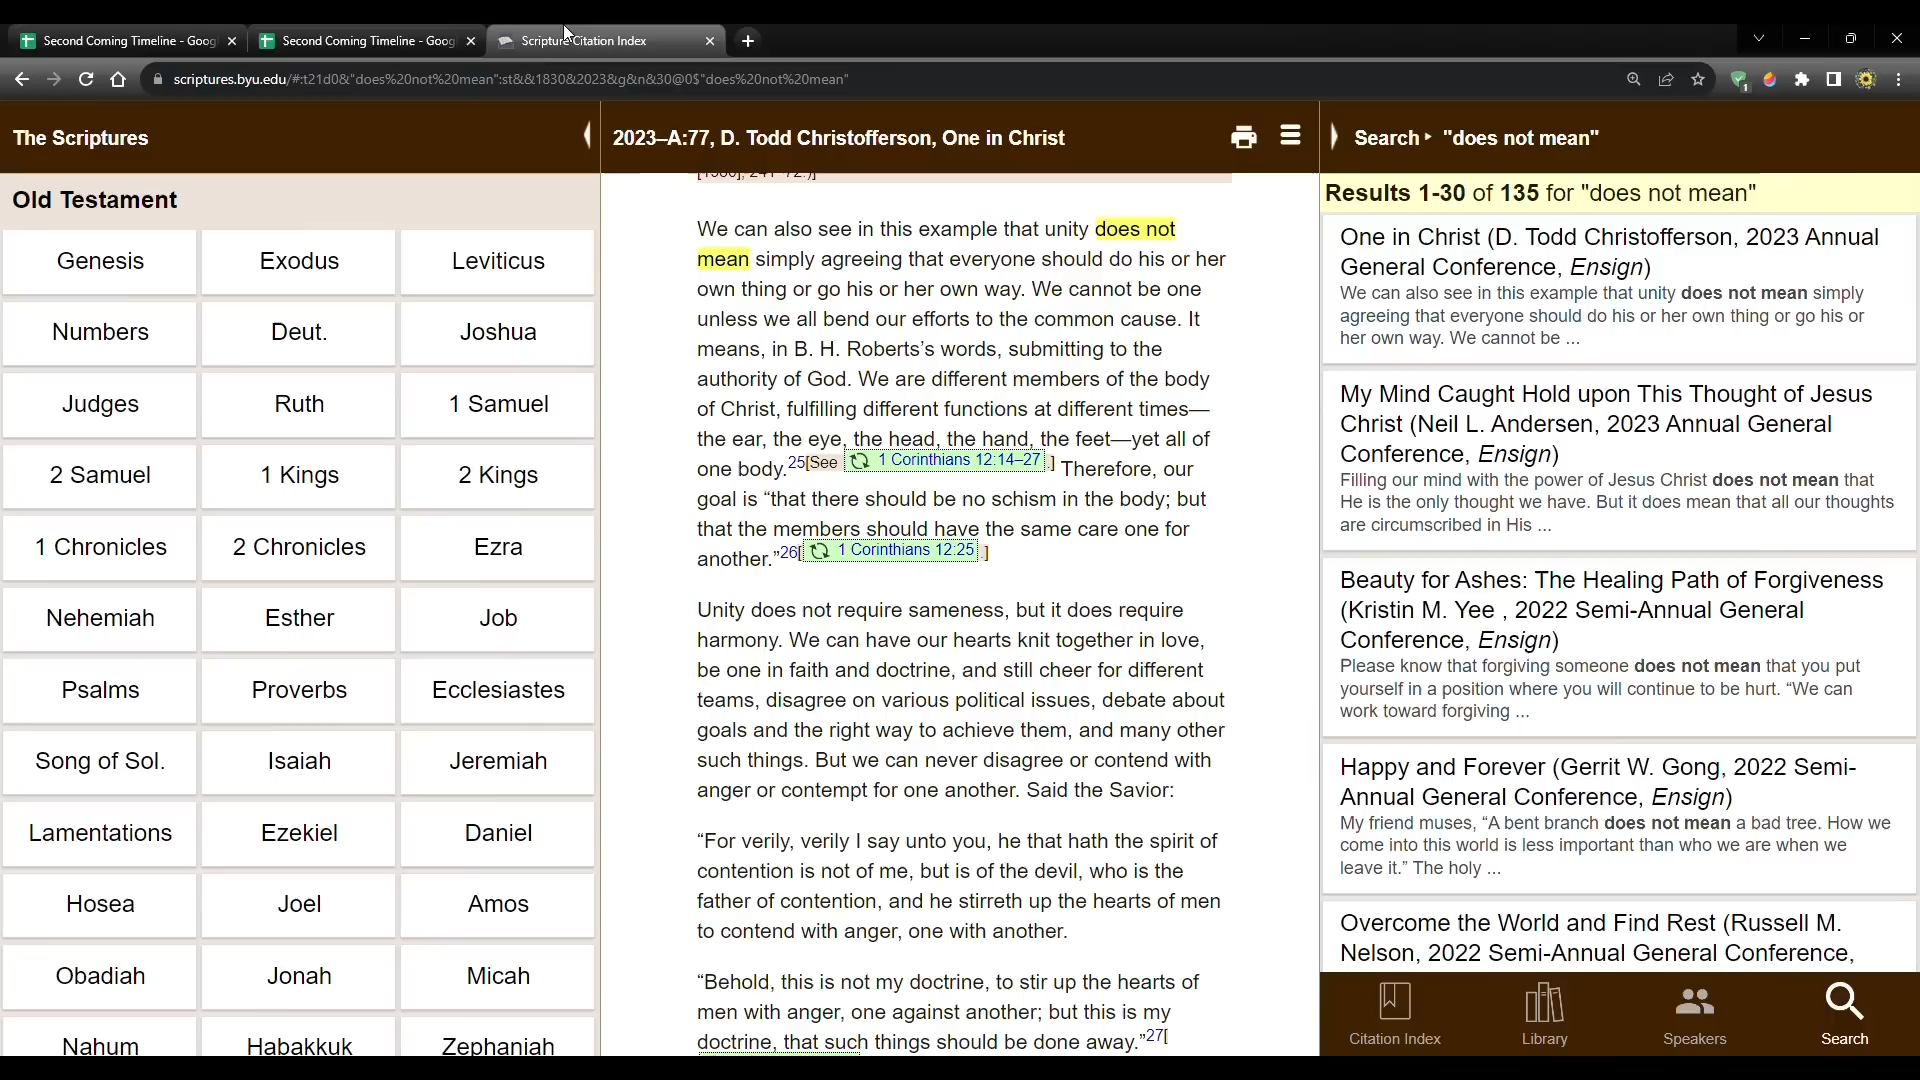 Second Coming Timeline - Goog
Second Coming Timeline - Goog
Scripture Citation Index
scriptures.byu.edu/#:t21d0&"does%20not%20mean":st&&1830&2023&g&n&30@0$"does%20not%20mean"
1
The Scriptures
Old Testament
Genesis Exodus Leviticus
Numbers Deut. Joshua
Judges Ruth 1 Samuel
2 Samuel 1 Kings 2 Kings
1 Chronicles 2 Chronicles Ezra
Nehemiah Esther Job
Psalms Proverbs Ecclesiastes
Song of Sol. Isaiah Jeremiah
Lamentations Ezekiel Daniel
Hosea Joel Amos
Obadiah Jonah Micah
Nahum Habakkuk Zephaniah
2023–A:77, D. Todd Christofferson, One in Christ
[1980], 241–72.)]
We can also see in this example that unity does not
mean simply agreeing that everyone should do his or her
own thing or go his or her own way. We cannot be one
unless we all bend our efforts to the common cause. It
means, in B. H. Roberts’s words, submitting to the
authority of God. We are different members of the body
of Christ, fulfilling different functions at different times—
the ear, the eye, the head, the hand, the feet—yet all of
one body.25[See 1 Corinthians 12:14–27.] Therefore, our
goal is “that there should be no schism in the body; but
that the members should have the same care one for
another.”26[ 1 Corinthians 12:25.]
Unity does not require sameness, but it does require
harmony. We can have our hearts knit together in love,
be one in faith and doctrine, and still cheer for different
teams, disagree on various political issues, debate about
goals and the right way to achieve them, and many other
such things. But we can never disagree or contend with
anger or contempt for one another. Said the Savior:
“For verily, verily I say unto you, he that hath the spirit of
contention is not of me, but is of the devil, who is the
father of contention, and he stirreth up the hearts of men
to contend with anger, one with another.
“Behold, this is not my doctrine, to stir up the hearts of
men with anger, one against another; but this is my
doctrine, that such things should be done away.”27[
Search "does not mean"
Results 1-30 of 135 for "does not mean"
One in Christ (D. Todd Christofferson, 2023 Annual
General Conference, Ensign)
We can also see in this example that unity does not mean simply
agreeing that everyone should do his or her own thing or go his or
her own way. We cannot be ...
My Mind Caught Hold upon This Thought of Jesus
Christ (Neil L. Andersen, 2023 Annual General
Conference, Ensign)
Filling our mind with the power of Jesus Christ does not mean that
He is the only thought we have. But it does mean that all our thoughts
are circumscribed in His ...
Beauty for Ashes: The Healing Path of Forgiveness
(Kristin M. Yee , 2022 Semi-Annual General
Conference, Ensign)
Please know that forgiving someone does not mean that you put
yourself in a position where you will continue to be hurt. “We can
work toward forgiving ...
Happy and Forever (Gerrit W. Gong, 2022 Semi-
Annual General Conference, Ensign)
My friend muses, “A bent branch does not mean a bad tree. How we
come into this world is less important than who we are when we
leave it.” The holy ...
Overcome the World and Find Rest (Russell M.
Nelson, 2022 Semi-Annual General Conference,
Citation Index Library Speakers Search